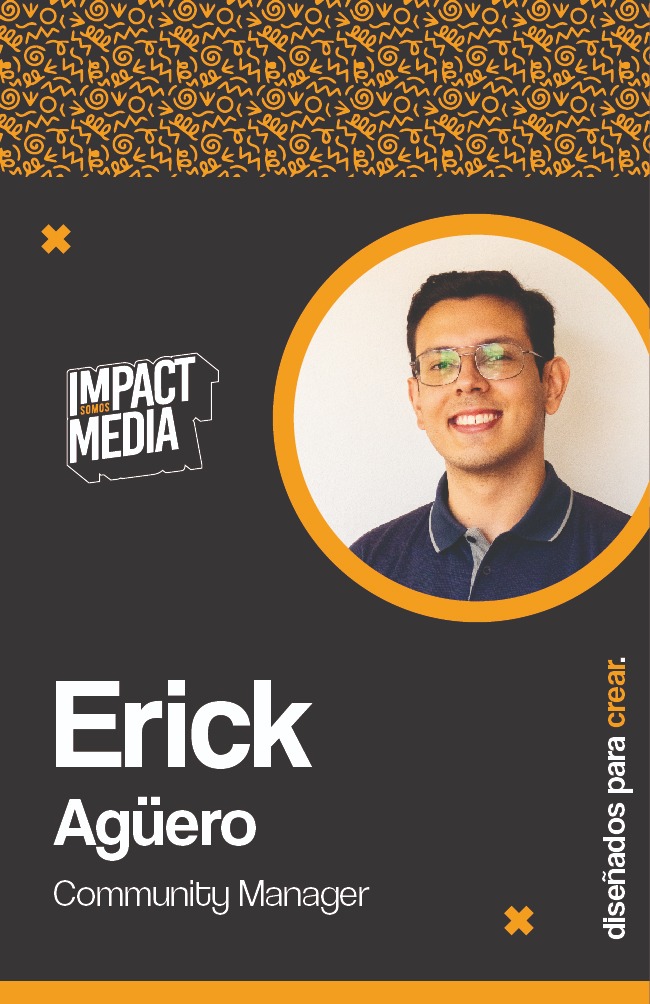 IMPACT
SOMOS
MEDIA
Erick
Agüero
Community Manager
diseñados para crear.